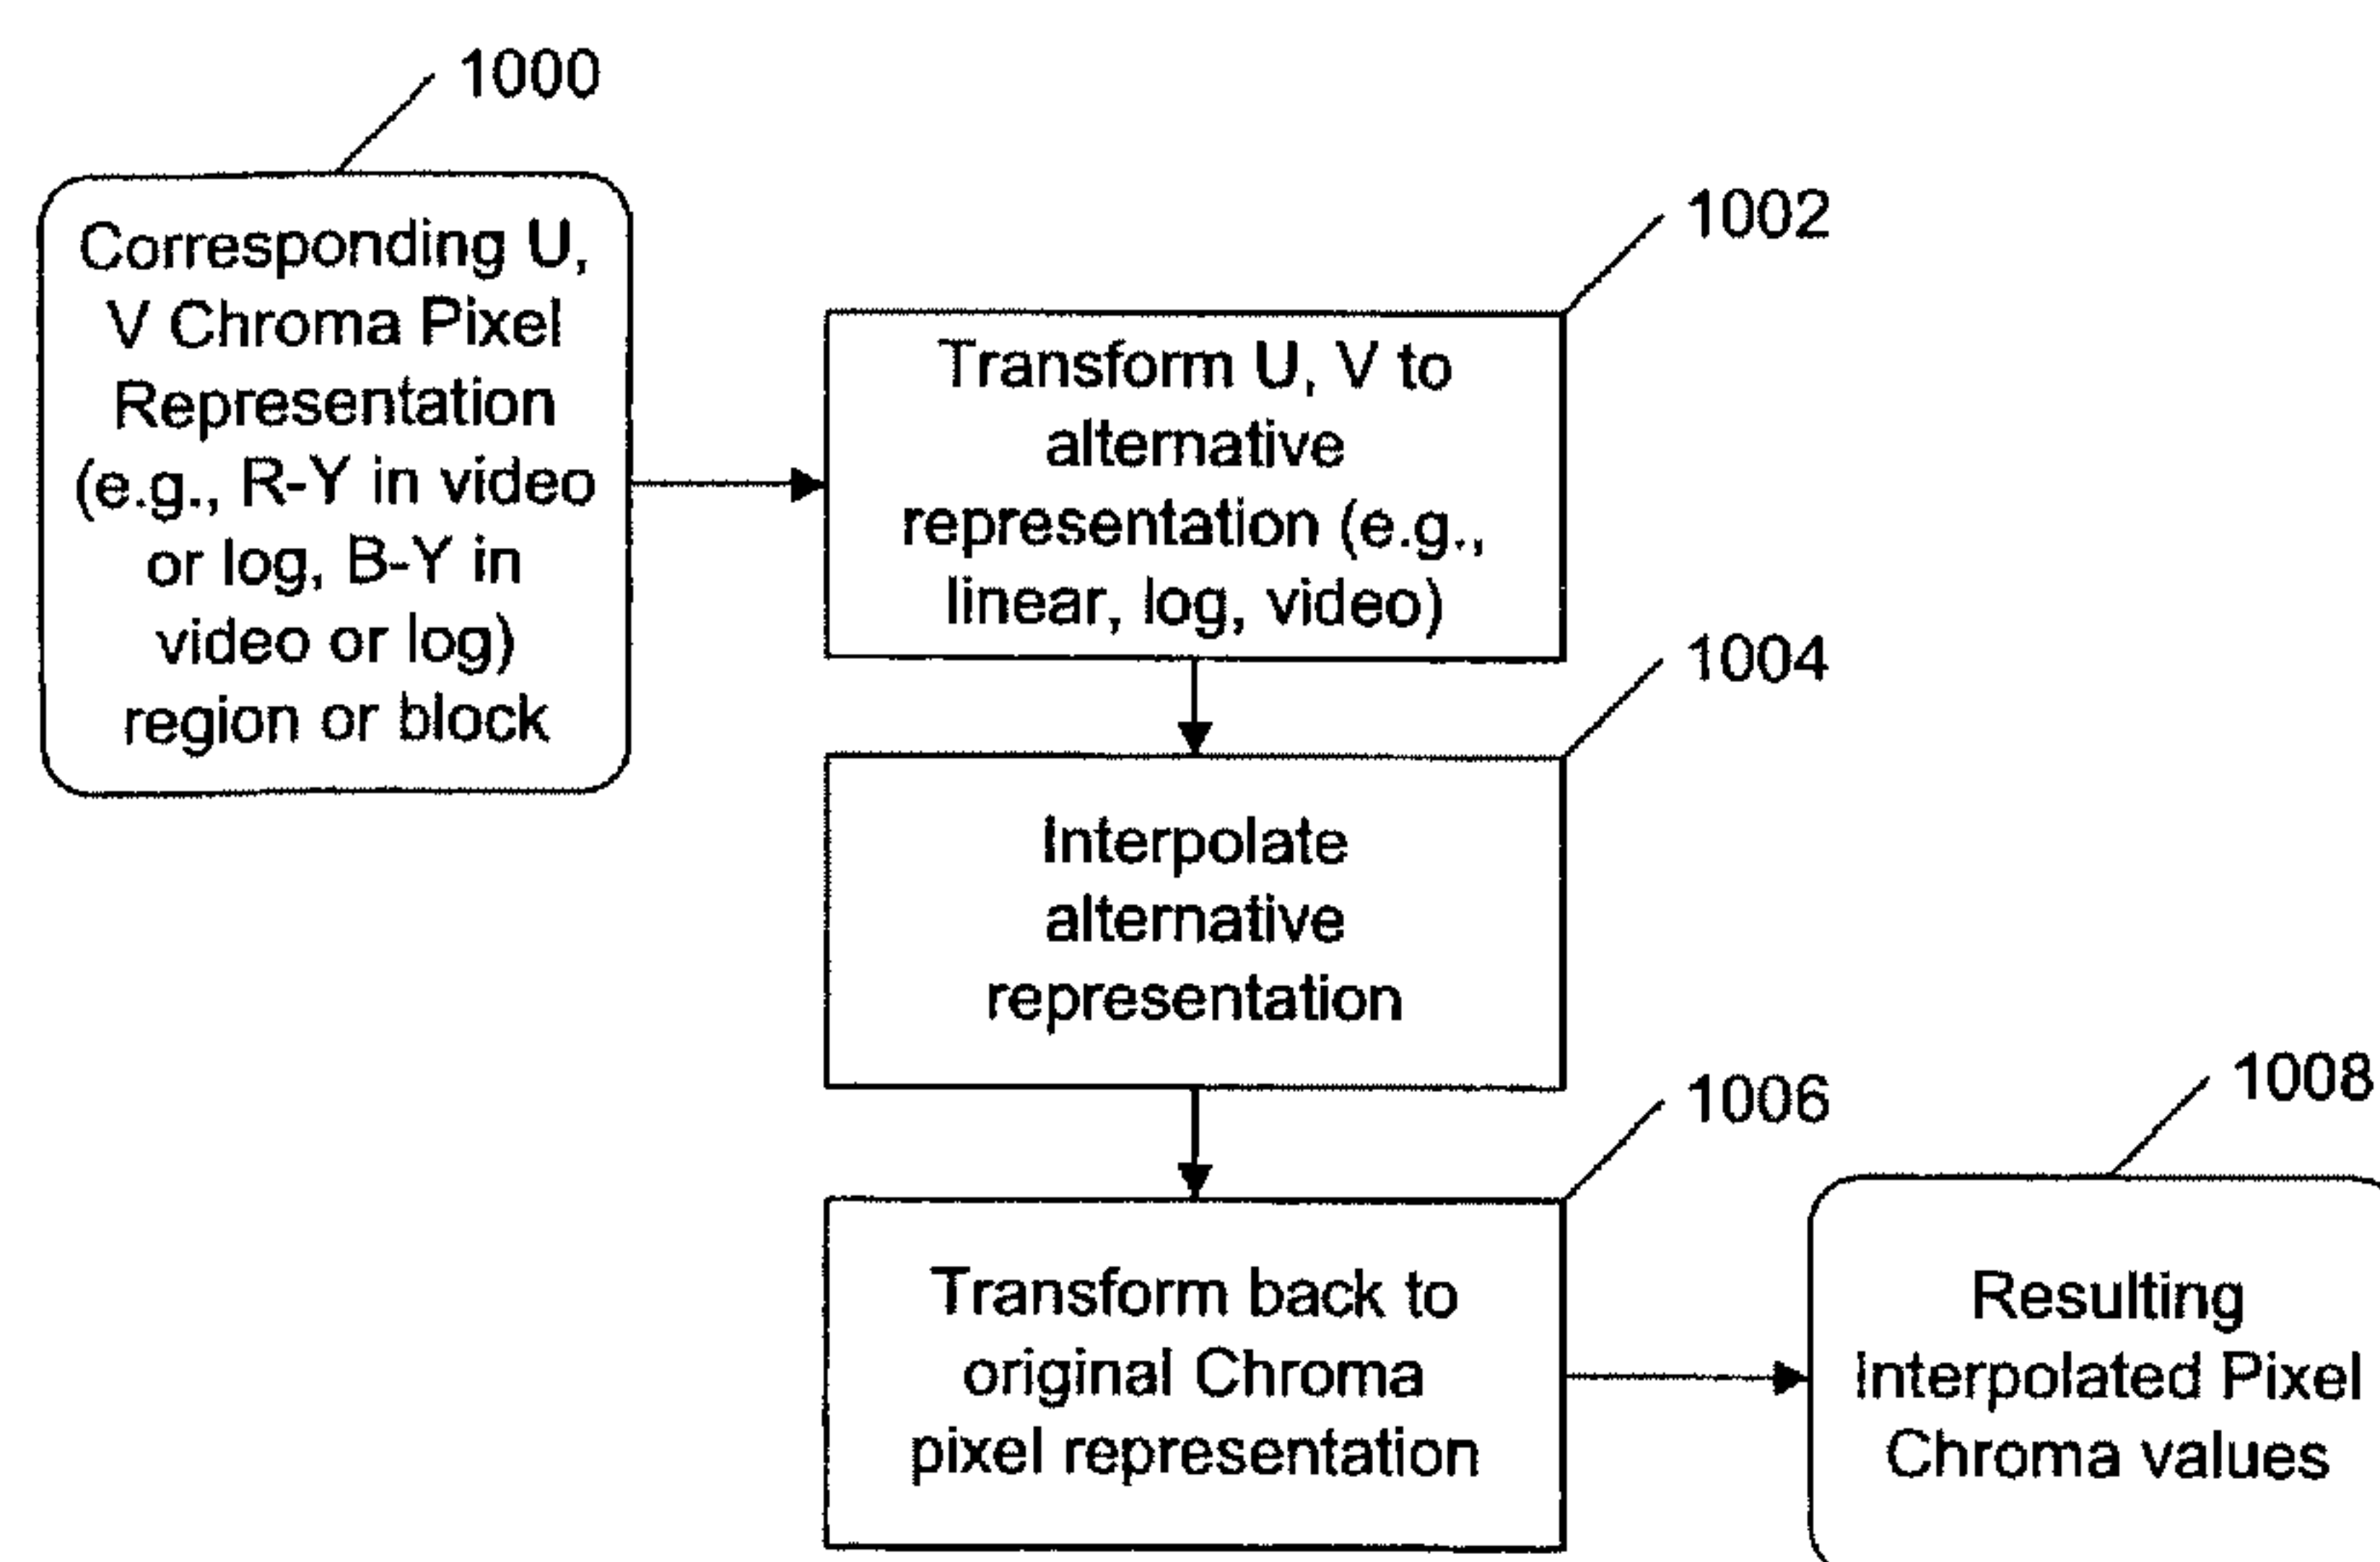 1000
Corresponding U,
V Chroma Pixel
Representation
(e.g., R-Y in video
or log, B-Y in
video or log)
region or block
1002
Transform U, V to
alternative
representation (e.g.,
linear, log, video)
1004
Interpolate
alternative
representation
1006
Transform back to
original Chroma
pixel representation
1008
Resulting
Interpolated Pixel
Chroma values